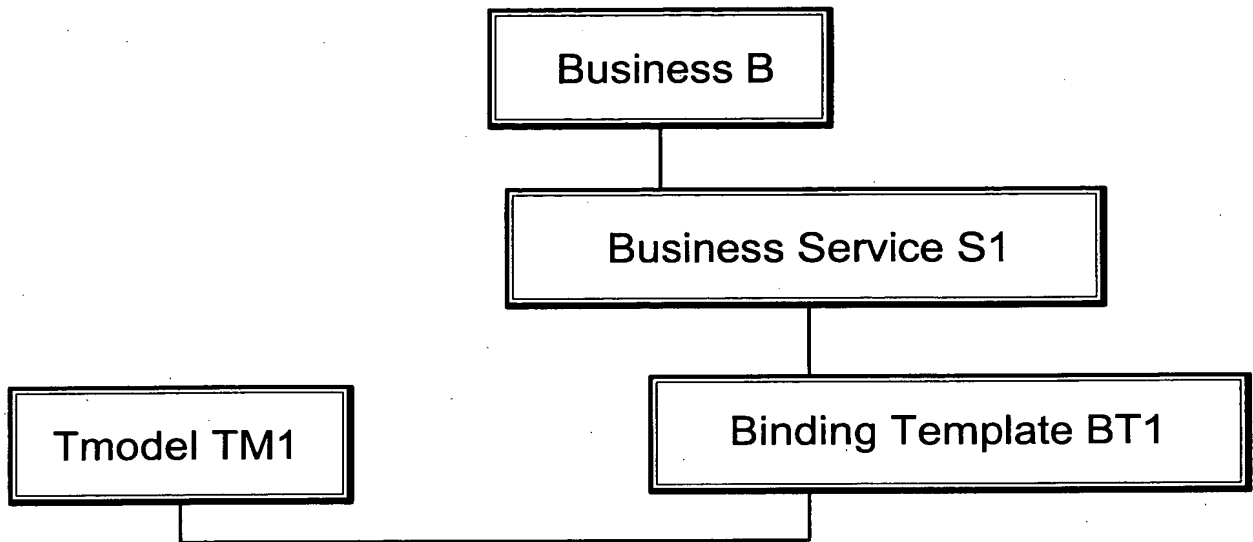 Business B
Business Service S1
Tmodel TM1
Binding Template BT1